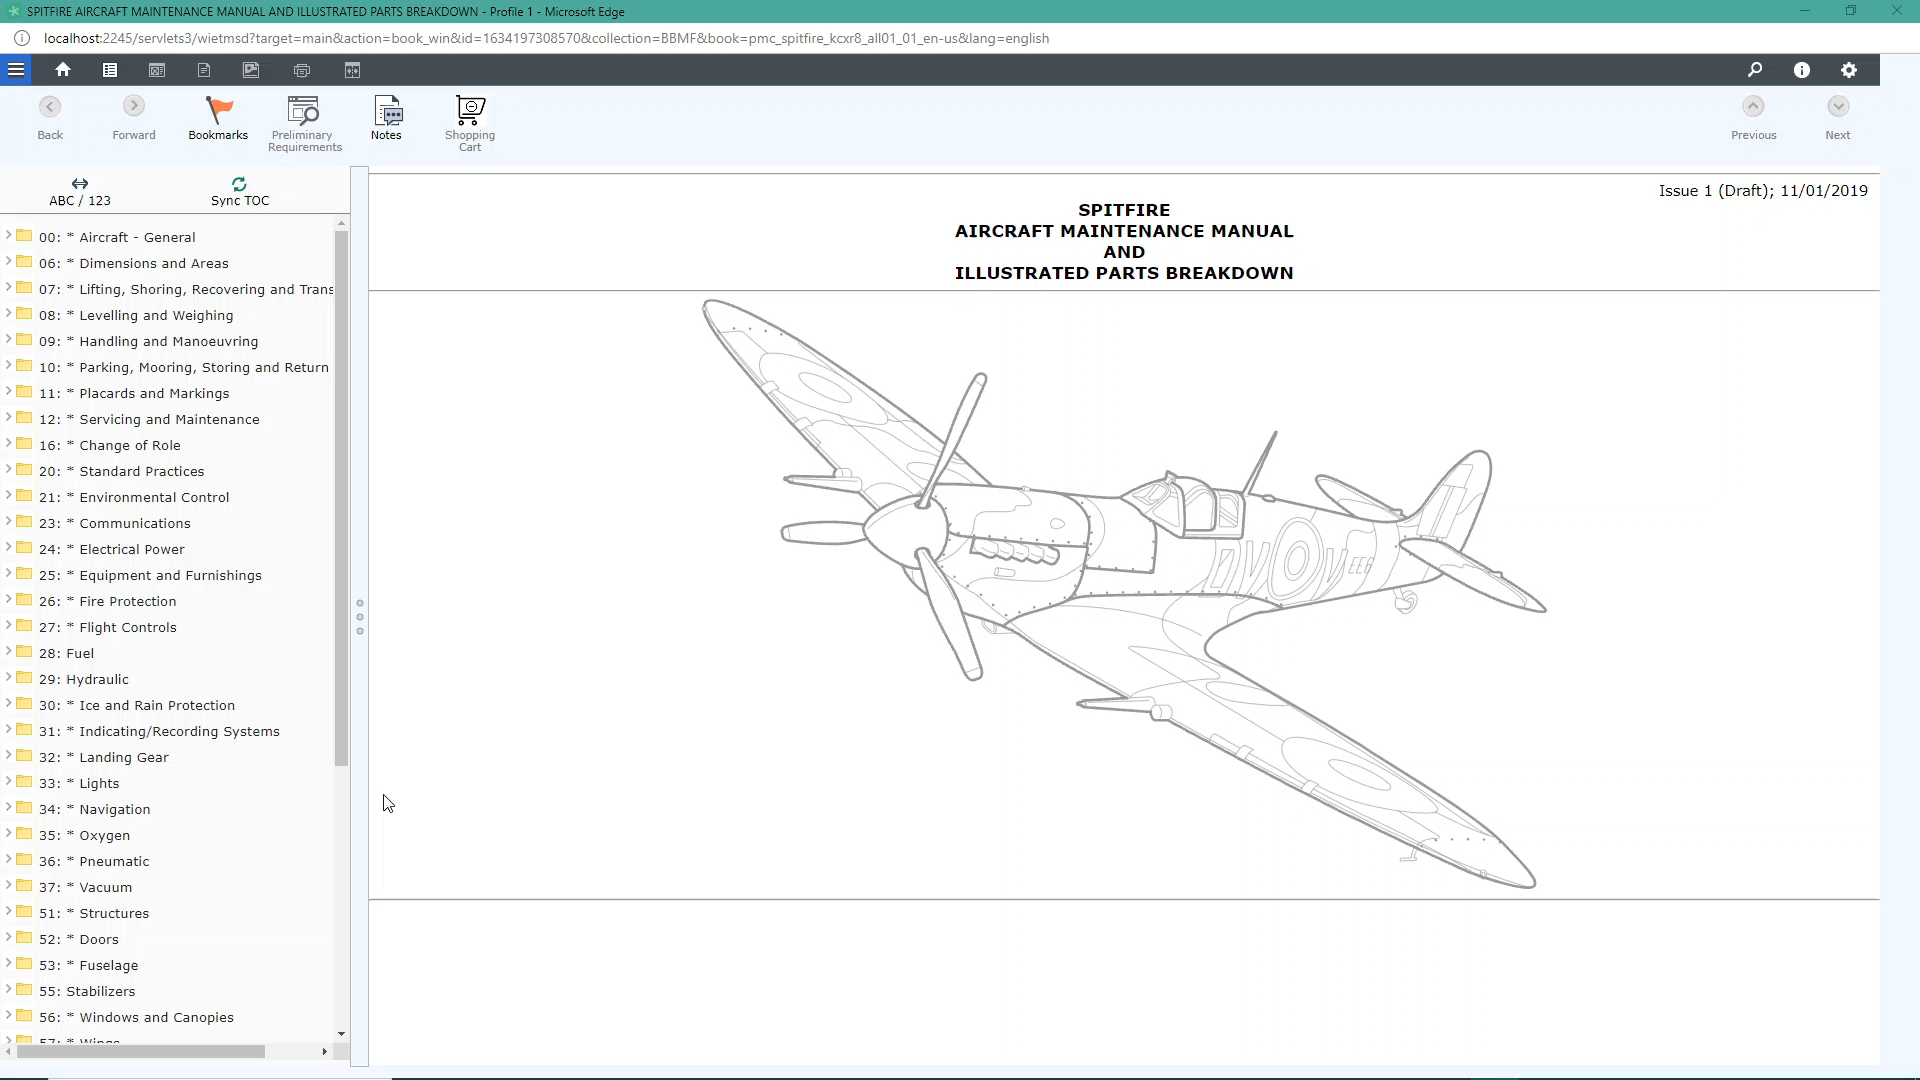 SPITFIRE AIRCRAFT MAINTENANCE MANUAL AND ILLUSTRATED PARTS BREAKDOWN - Profile 1 - Microsoft Edge
localhost:2245/servlets3/wietmsd?target=main&action=book_win&id=1634197308570&collection=BBMF&book=pmc_spitfire_kcxr8_all01_01_en-us&lang=english
Back
Forward
Bookmarks
Preliminary
Requirements
Notes
Shopping
Cart
Previous
Next
ABC / 123
Sync TOC
00: * Aircraft - General
06: * Dimensions and Areas
07: * Lifting, Shoring, Recovering and Trans
08: * Levelling and Weighing
09: * Handling and Manoeuvring
10: * Parking, Mooring, Storing and Return
11: * Placards and Markings
12: * Servicing and Maintenance
16: * Change of Role
20: * Standard Practices
21: * Environmental Control
23: * Communications
24: * Electrical Power
25: * Equipment and Furnishings
26: * Fire Protection
27: * Flight Controls
28: Fuel
29: Hydraulic
30: * Ice and Rain Protection
31: * Indicating/Recording Systems
32: * Landing Gear
33: * Lights
34: * Navigation
35: * Oxygen
36: * Pneumatic
37: * Vacuum
51: * Structures
52: * Doors
53: * Fuselage
55: Stabilizers
56: * Windows and Canopies
57: * Wings
Issue 1 (Draft); 11/01/2019
SPITFIRE
AIRCRAFT MAINTENANCE MANUAL
AND
ILLUSTRATED PARTS BREAKDOWN